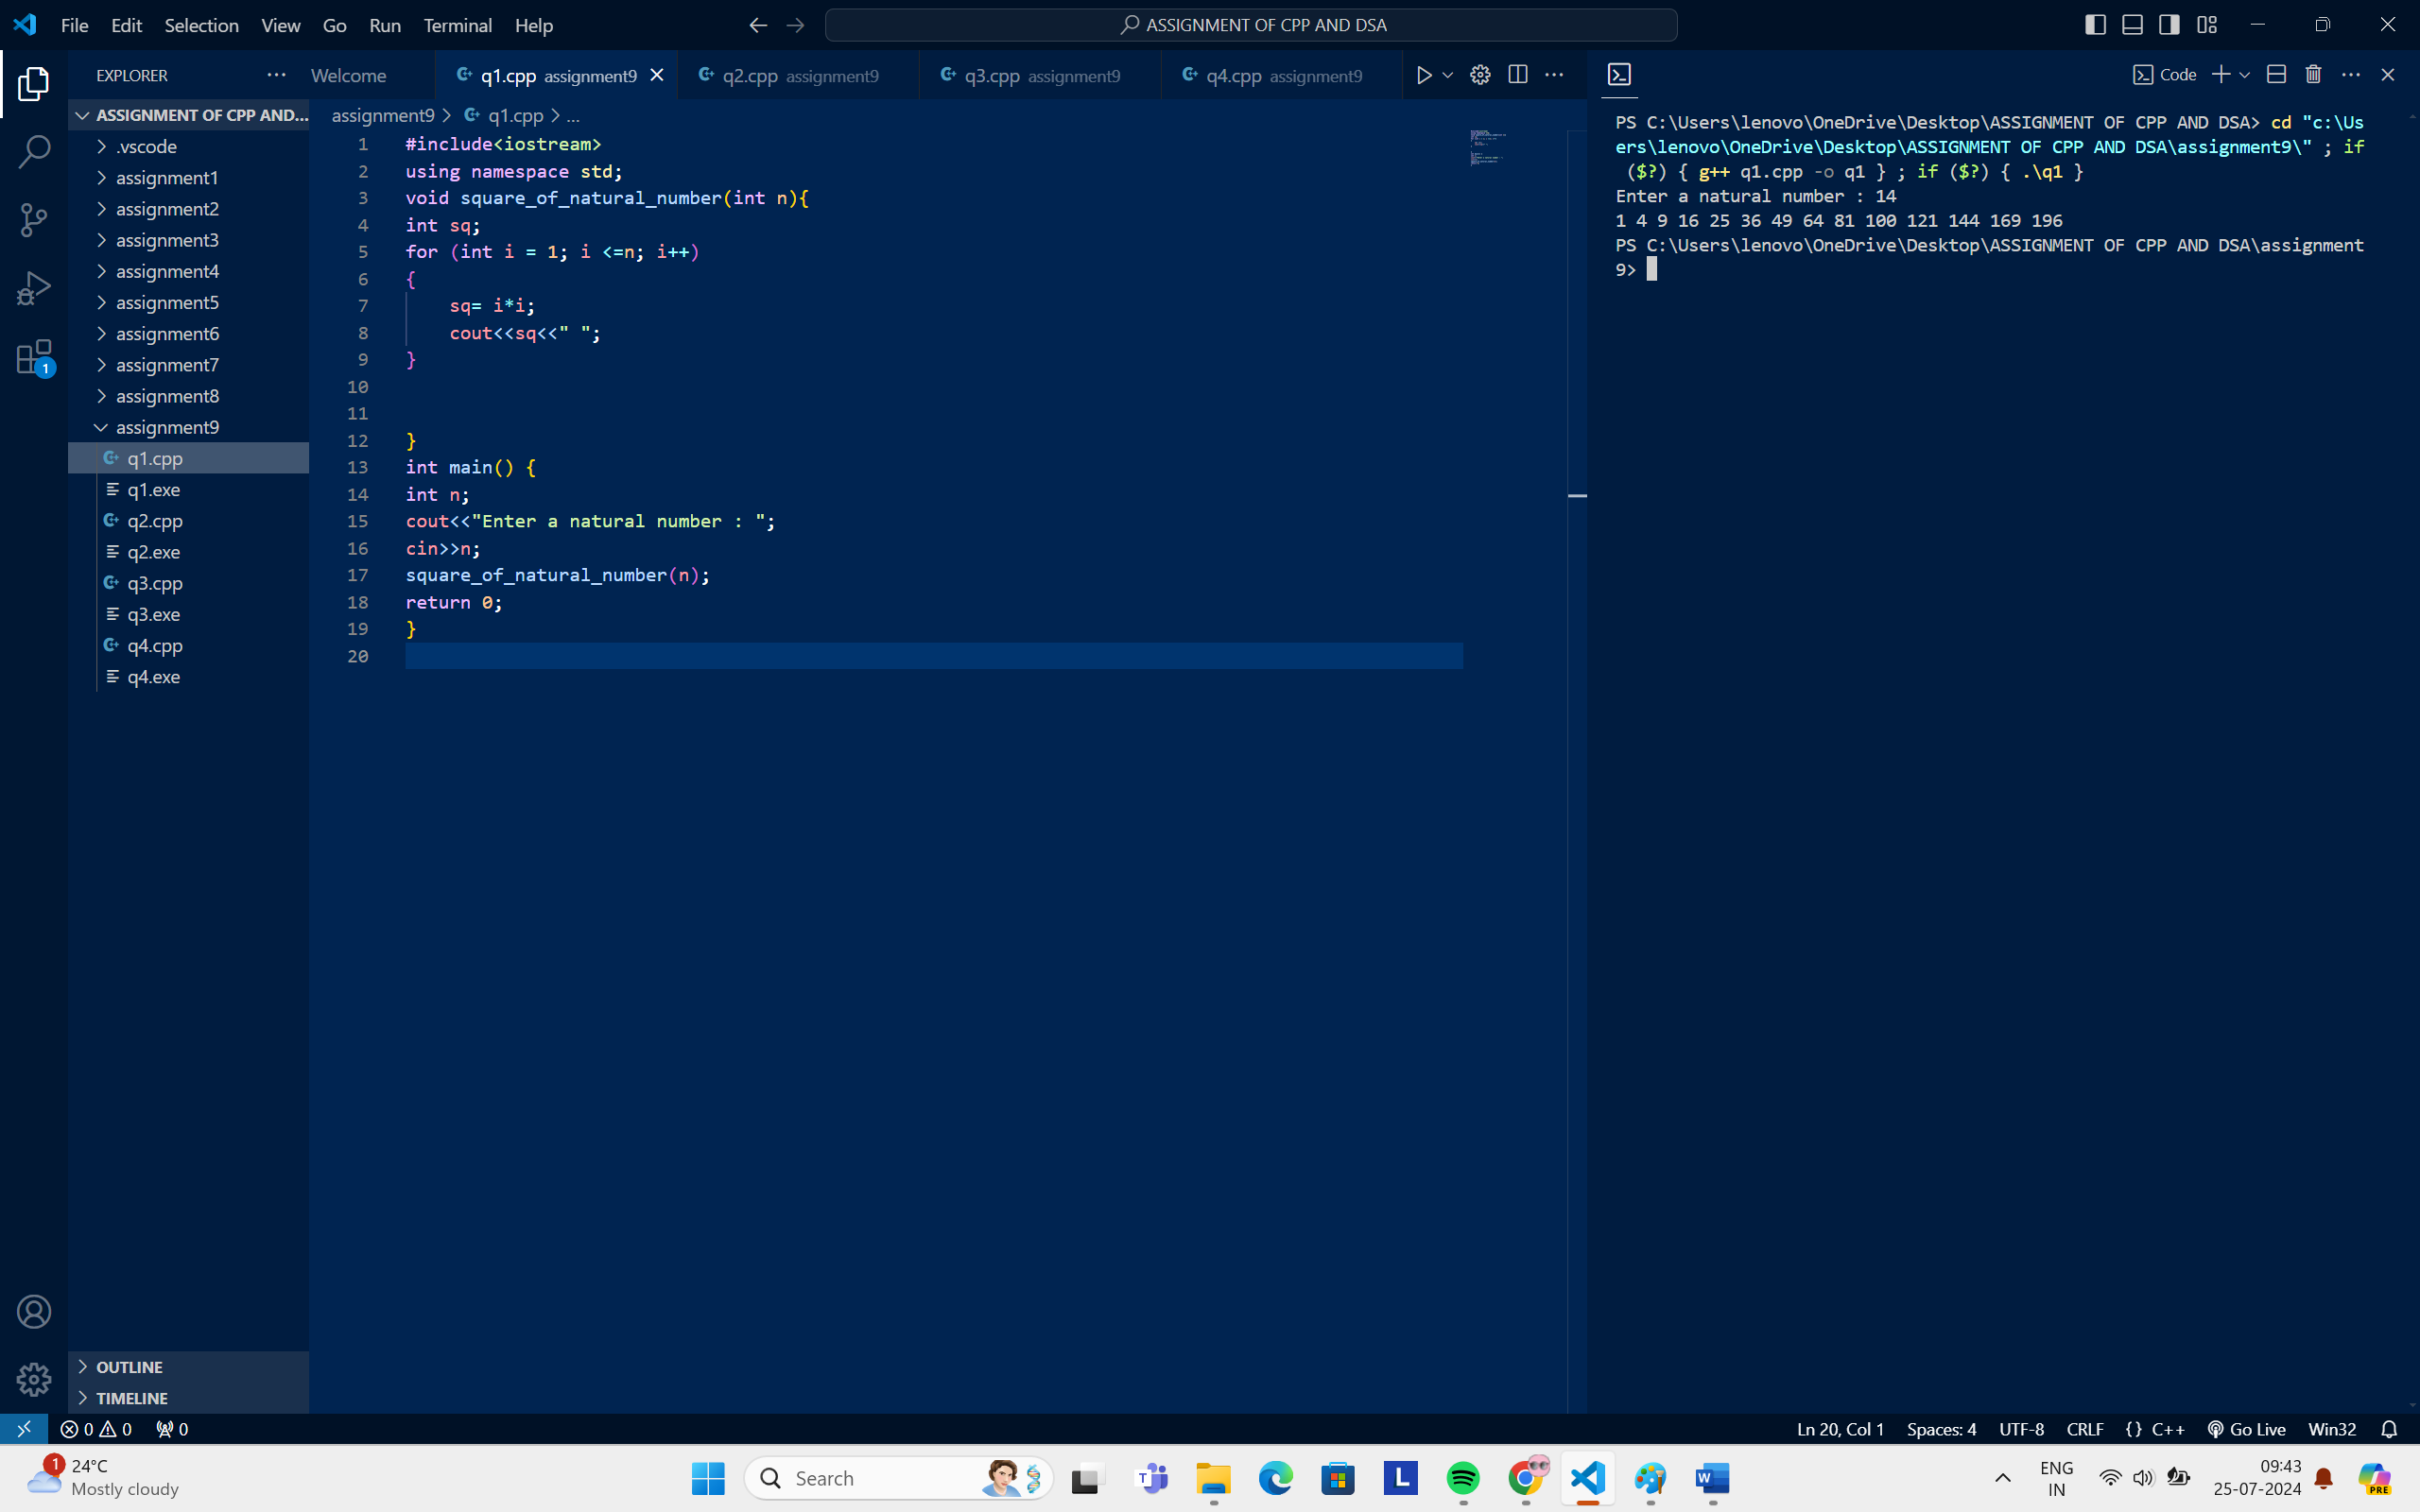 File Edit Selection View Go Run Terminal Help
ASSIGNMENT OF CPP AND DSA
EXPLORER
Welcome
q1.cpp assignment9
q2.cpp assignment9
q3.cpp assignment9
q4.cpp assignment9
ASSIGNMENT OF CPP AND...
.vscode
assignment1
assignment2
assignment3
assignment4
assignment5
assignment6
assignment7
assignment8
assignment9
q1.cpp
q1.exe
q2.cpp
q2.exe
q3.cpp
q3.exe
q4.cpp
q4.exe
OUTLINE
TIMELINE
1
assignment9 > q1.cpp > ...
1 #include<iostream>
2 using namespace std;
3 void square_of_natural_number(int n){
4 int sq;
5 for (int i = 1; i <=n; i++)
6 {
7 sq= i*i;
8 cout<<sq<<" ";
9 }
10
11
12 }
13 int main() {
14 int n;
15 cout<<"Enter a natural number : ";
16 cin>>n;
17 square_of_natural_number(n);
18 return 0;
19 }
20
Code
PS C:\Users\lenovo\OneDrive\Desktop\ASSIGNMENT OF CPP AND DSA> cd "c:\Us
ers\lenovo\OneDrive\Desktop\ASSIGNMENT OF CPP AND DSA\assignment9\" ; if
($?) { g++ q1.cpp -o q1 } ; if ($?) { .\q1 }
Enter a natural number : 14
1 4 9 16 25 36 49 64 81 100 121 144 169 196
PS C:\Users\lenovo\OneDrive\Desktop\ASSIGNMENT OF CPP AND DSA\assignment
9>
0 0 0
Ln 20, Col 1 Spaces: 4 UTF-8 CRLF {} C++ Go Live Win32
1
24°C
Mostly cloudy
Search
T
L
W
ENG
IN
09:43
25-07-2024
PRE